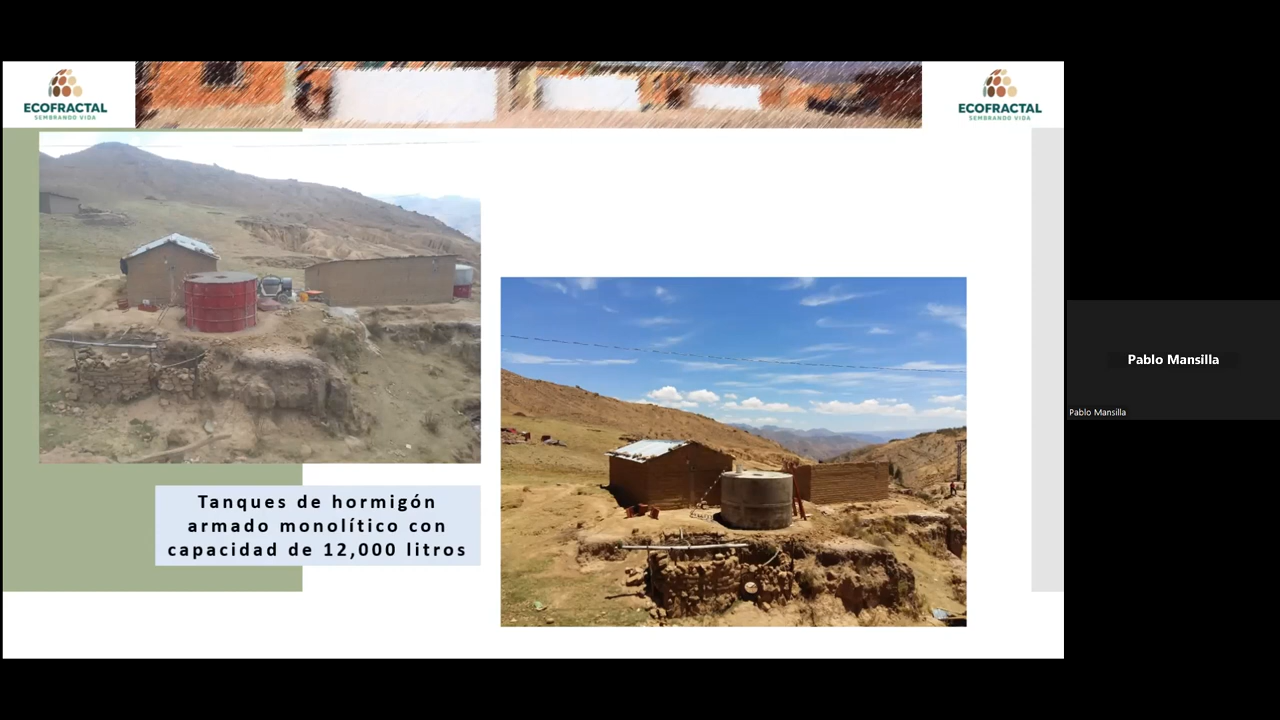 ECOFRACTAL
SEMBRANDO VIDA
ECOFRACTAL
SEMBRANDO VIDA
Tanques de hormigón
armado monolítico con
capacidad de 12,000 litros
Pablo Mansilla
Pablo Mansilla